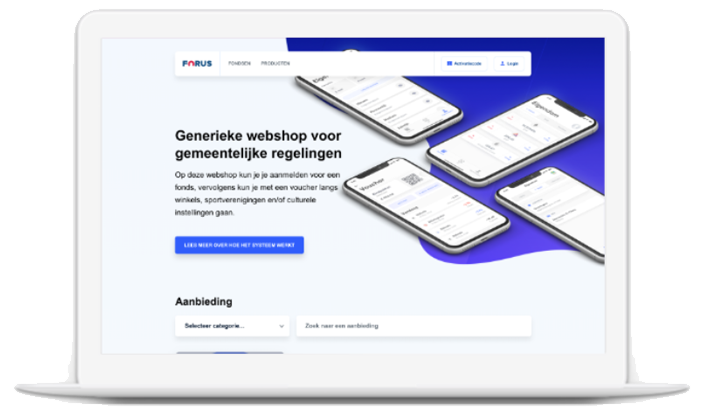 FORUS FONDSEN PRODUCTEN Activatiecode Login
Generieke webshop voor
gemeentelijke regelingen
Op deze webshop kun je je aanmelden voor een
fonds, vervolgens kun je met een voucher langs
winkels, sportverenigingen en/of culturele
instellingen gaan.
Eigendom
Voucher
LEES MEER OVER HOE HET SYSTEEM WERKT
Aanbieding
Selecteer categorie... Zoek naar een aanbieding